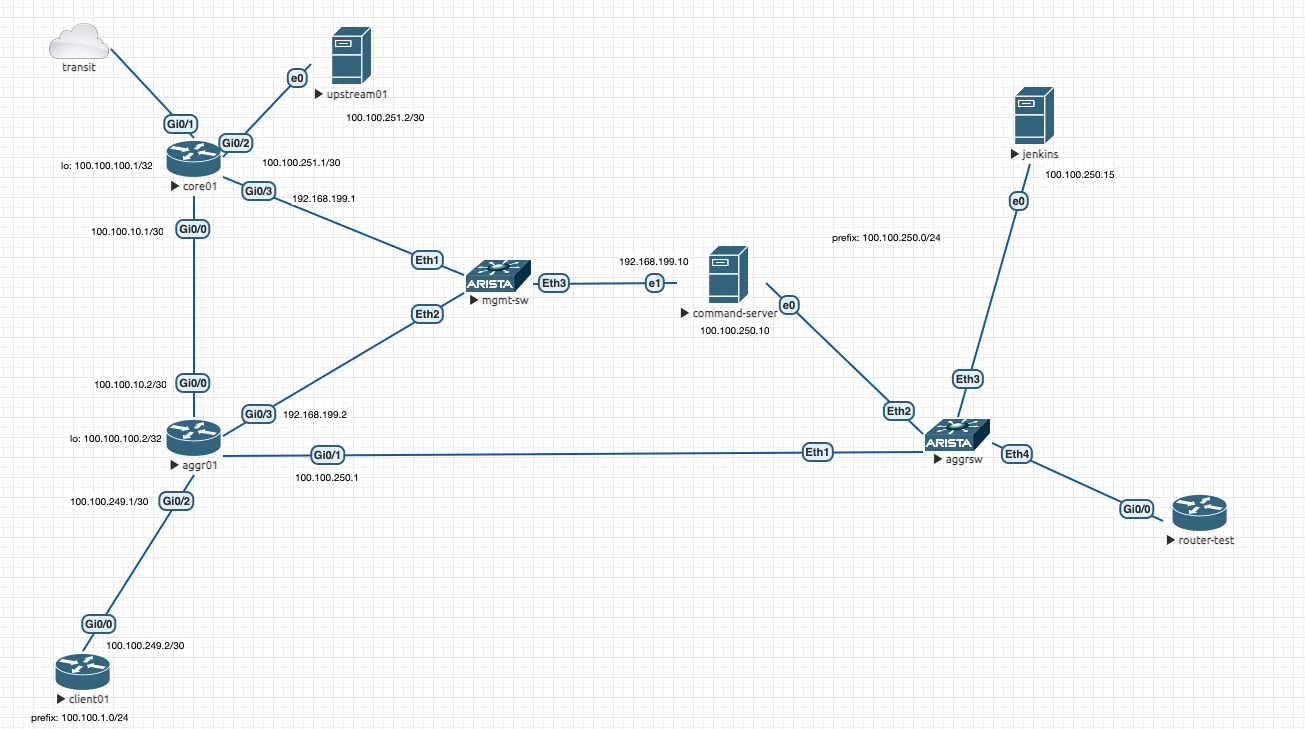 transit
e0
upstream01
100.100.251.2/30
Gi0/1
Gi0/2
100.100.251.1/30
lo: 100.100.100.1/32
core01
Gi0/3
192.168.199.1
100.100.10.1/30
Gi0/0
jenkins
100.100.250.15
e0
prefix: 100.100.250.0/24
Eth1
ARISTA
mgmt-sw
Eth3
192.168.199.10
e1
command-server
100.100.250.10
e0
Eth2
100.100.10.2/30
Gi0/0
Gi0/3
192.168.199.2
lo: 100.100.100.2/32
aggr01
Gi0/1
100.100.250.1
Eth3
Eth2
ARISTA
aggrsw
Eth1
Eth4
Gi0/0
router-test
100.100.249.1/30
Gi0/2
Gi0/0
100.100.249.2/30
client01
prefix: 100.100.1.0/24